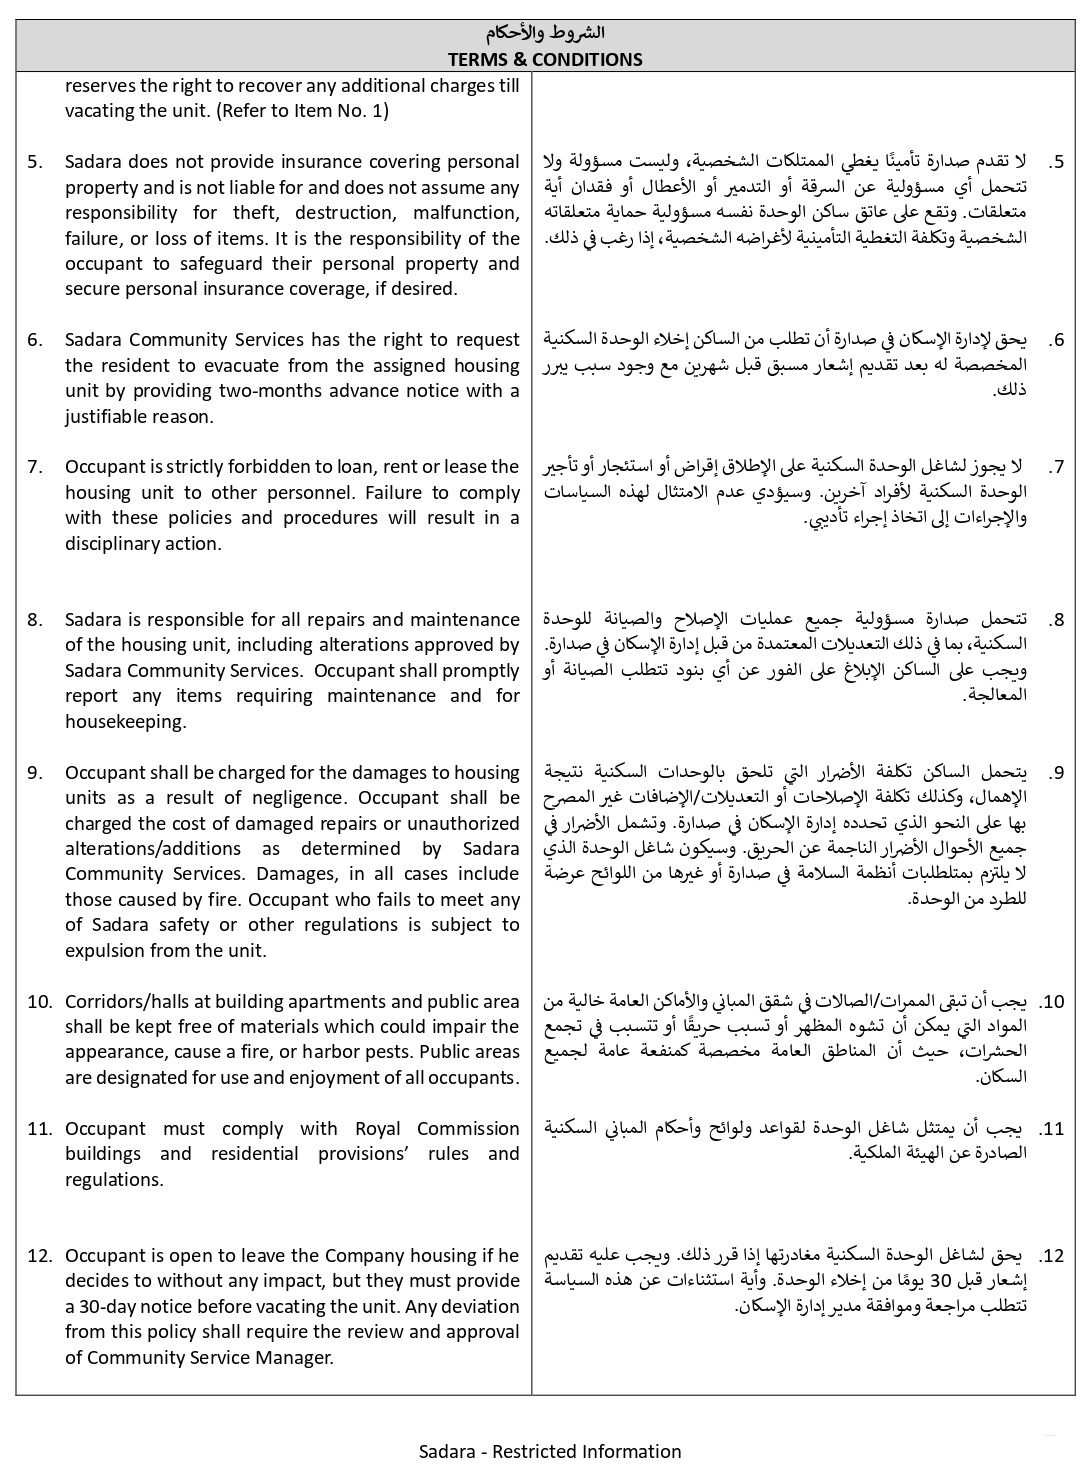 الشروط والأحكام
TERMS & CONDITIONS
reserves the right to recover any additional charges till
vacating the unit. (Refer to Item No. 1)
5. Sadara does not provide insurance covering personal
property and is not liable for and does not assume any
responsibility for theft, destruction, malfunction,
failure, or loss of items. It is the responsibility of the
occupant to safeguard their personal property and
secure personal insurance coverage, if desired.
5. لا تقدم صدارة تأمينًا يغطي الممتلكات الشخصية، وليست مسؤولة ولا
تتحمل أي مسؤولية عن السرقة أو التدمير أو الأعطال أو فقدان أية
متعلقات. وتقع على عاتق ساكن الوحدة نفسه مسؤولية حماية متعلقاته
الشخصية وتكلفة التغطية التأمينية لأغراضه الشخصية، إذا رغب في ذلك.
6. Sadara Community Services has the right to request
the resident to evacuate from the assigned housing
unit by providing two-months advance notice with a
justifiable reason.
6. يحق لإدارة الإسكان في صدارة أن تطلب من الساكن إخلاء الوحدة السكنية
المخصصة له بعد تقديم إشعار مسبق قبل شهرين مع وجود سبب يبرر
ذلك.
7. Occupant is strictly forbidden to loan, rent or lease the
housing unit to other personnel. Failure to comply
with these policies and procedures will result in a
disciplinary action.
7. لا يجوز لشاغل الوحدة السكنية على الإطلاق إقراض أو استئجار أو تأجير
الوحدة السكنية لأفراد آخرين. وسيؤدي عدم الامتثال لهذه السياسات
والإجراءات إلى اتخاذ إجراء تأديبي.
8. Sadara is responsible for all repairs and maintenance
of the housing unit, including alterations approved by
Sadara Community Services. Occupant shall promptly
report any items requiring maintenance and for
housekeeping.
8. تتحمل صدارة مسؤولية جميع عمليات الإصلاح والصيانة للوحدة
السكنية، بما في ذلك التعديلات المعتمدة من قبل إدارة الإسكان في صدارة.
ويجب على الساكن الإبلاغ على الفور عن أي بنود تتطلب الصيانة أو
المعالجة.
9. Occupant shall be charged for the damages to housing
units as a result of negligence. Occupant shall be
charged the cost of damaged repairs or unauthorized
alterations/additions as determined by Sadara
Community Services. Damages, in all cases include
those caused by fire. Occupant who fails to meet any
of Sadara safety or other regulations is subject to
expulsion from the unit.
9. يتحمل الساكن تكلفة الأضرار التي تلحق بالوحدات السكنية نتيجة
الإهمال، وكذلك تكلفة الإصلاحات أو التعديلات/الإضافات غير المصرح
بها على النحو الذي تحدده إدارة الإسكان في صدارة. وتشمل الأضرار في
جميع الأحوال الأضرار الناجمة عن الحريق. وسيكون شاغل الوحدة الذي
لا يلتزم بمتلطلبات أنظمة السلامة في صدارة أو غيرها من اللوائح عرضة
للطرد من الوحدة.
10. Corridors/halls at building apartments and public area
shall be kept free of materials which could impair the
appearance, cause a fire, or harbor pests. Public areas
are designated for use and enjoyment of all occupants.
10. يجب أن تبقى الممرات/الصالات في شقق المباني والأماكن العامة خالية من
المواد التي يمكن أن تشوه المظهر أو تسبب حريقًا أو تتسبب في تجمع
الحشرات، حيث أن المناطق العامة مخصصة كمنفعة عامة لجميع
السكان.
11. Occupant must comply with Royal Commission
buildings and residential provisions’ rules and
regulations.
11. يجب أن يمتثل شاغل الوحدة لقواعد ولوائح وأحكام المباني السكنية
الصادرة عن الهيئة الملكية.
12. Occupant is open to leave the Company housing if he
decides to without any impact, but they must provide
a 30-day notice before vacating the unit. Any deviation
from this policy shall require the review and approval
of Community Service Manager.
12. يحق لشاغل الوحدة السكنية مغادرتها إذا قرر ذلك. ويجب عليه تقديم
إشعار قبل 30 يومًا من إخلاء الوحدة. وأية استثناءات عن هذه السياسة
تتطلب مراجعة وموافقة مدير إدارة الإسكان.
Sadara - Restricted Information